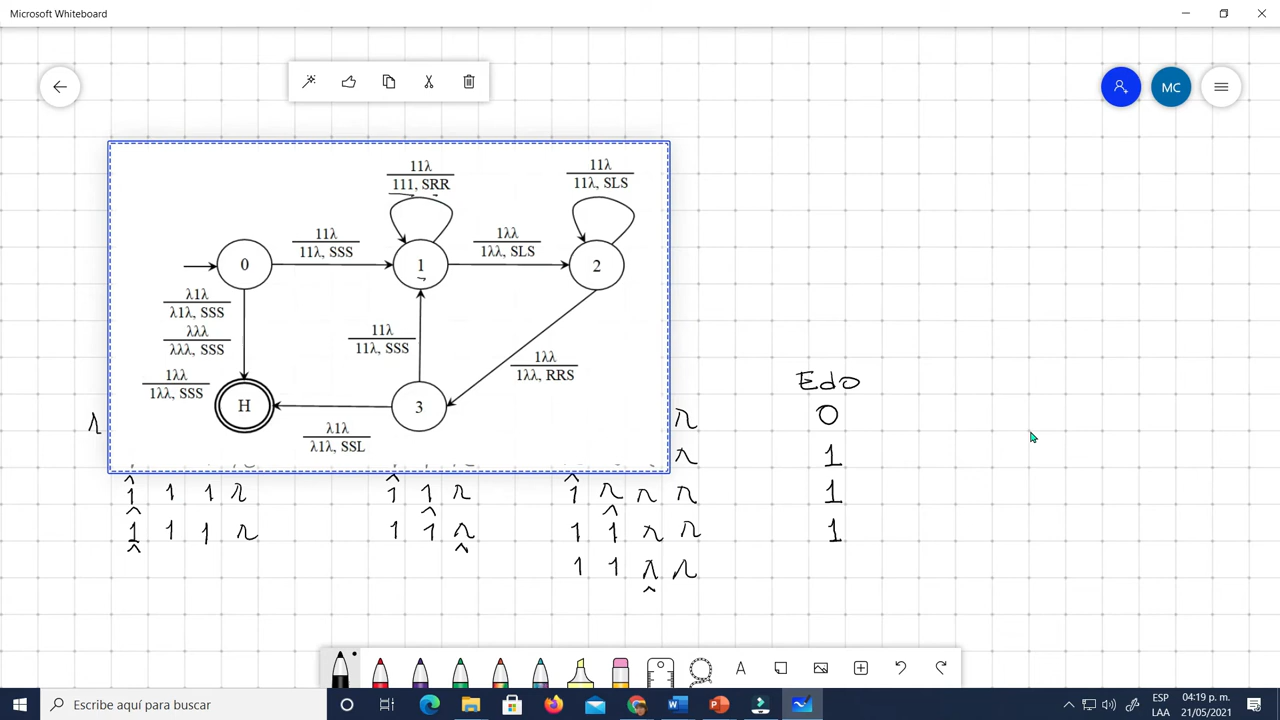 Microsoft Whiteboard
MC
11λ
111, SRR
11λ
11λ, SLS
11λ
11λ, SSS
1λλ
1λλ, SLS
0
1
2
λ1λ
λ1λ, SSS
λλλ
λλλ, SSS
1λλ
1λλ, SSS
11λ
11λ, SSS
1λλ
1λλ, RRS
H
3
λ1λ
λ1λ, SSL
Edo
λ λ 0
λ 1
1 1 1 λ 1 1 λ 1 λ λ λ 1
1 1 1 λ 1 1 λ 1 1 λ λ 1
1 1 λ λ
Escribe aquí para buscar
ESP
LAA
04:19 p. m.
21/05/2021